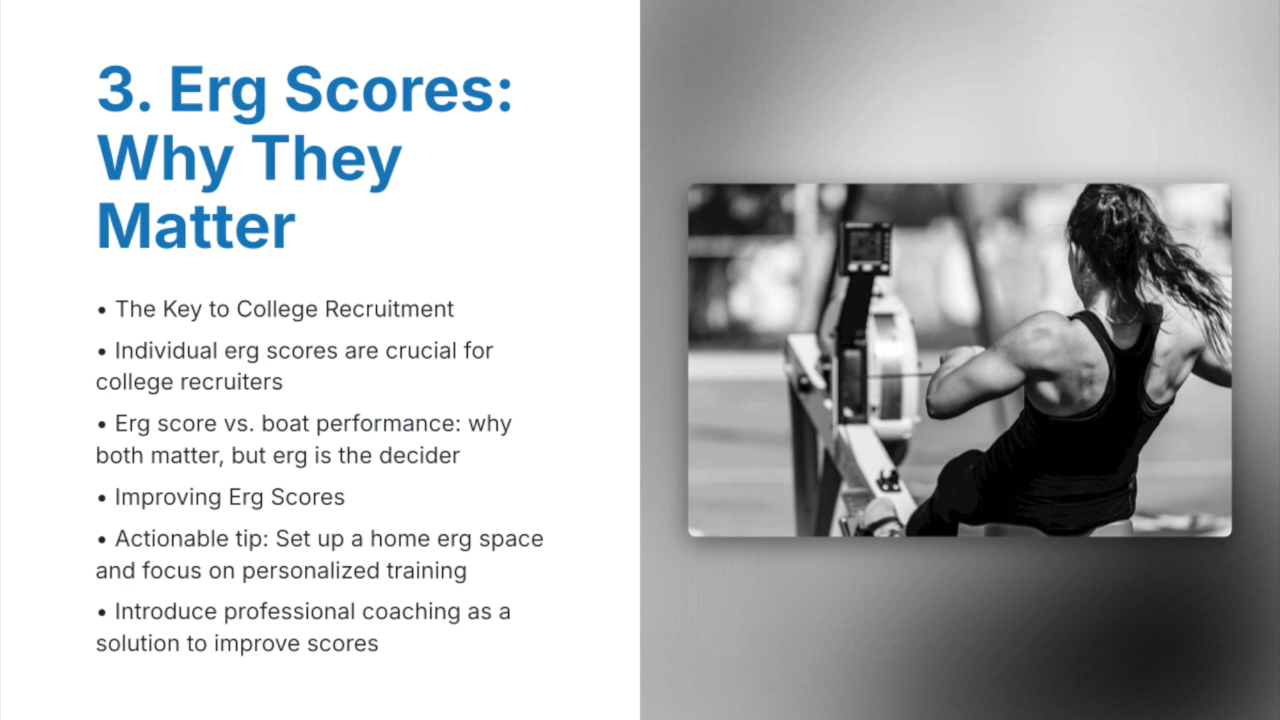 3. Erg Scores:
Why They
Matter
• The Key to College Recruitment
• Individual erg scores are crucial for
college recruiters
• Erg score vs. boat performance: why
both matter, but erg is the decider
• Improving Erg Scores
• Actionable tip: Set up a home erg space
and focus on personalized training
• Introduce professional coaching as a
solution to improve scores